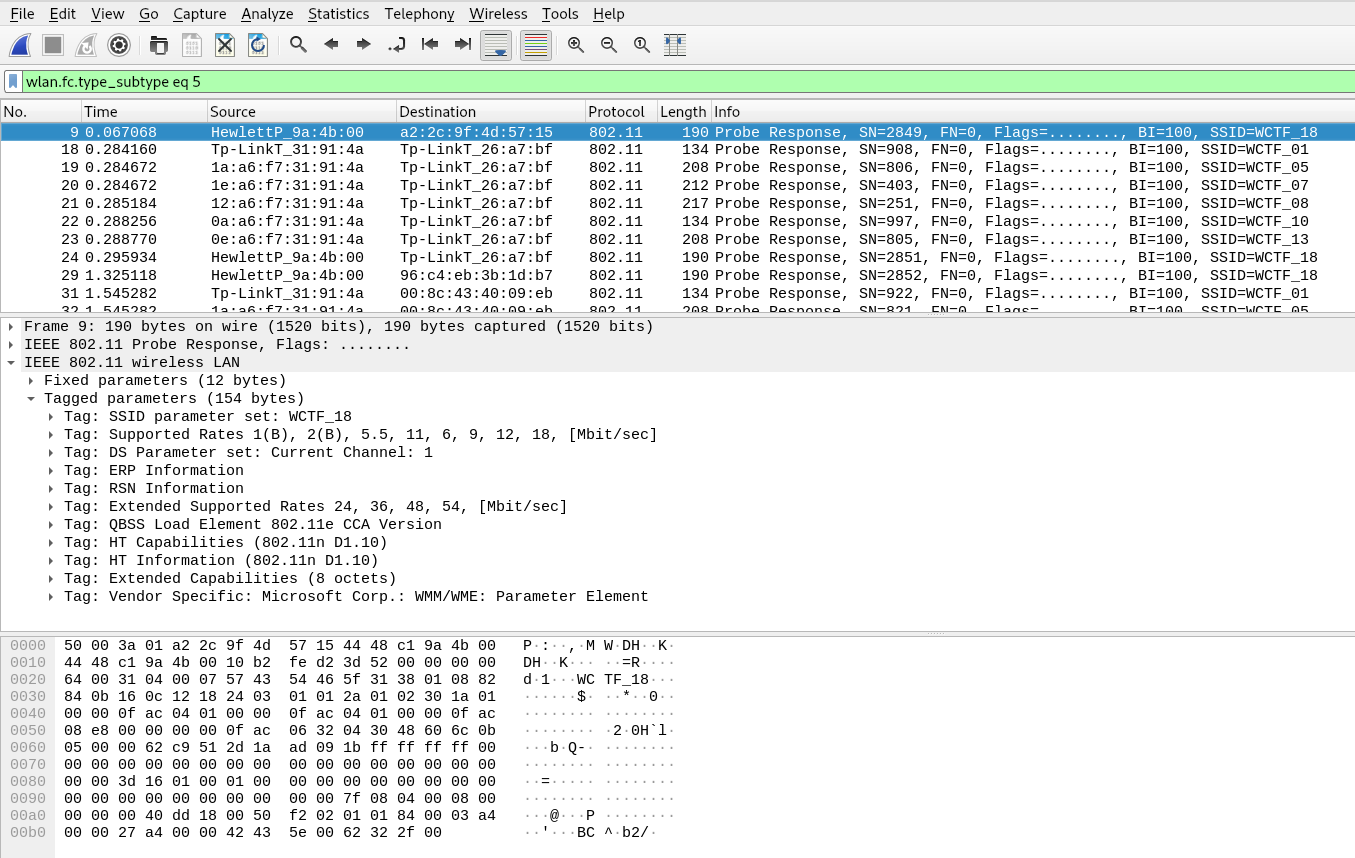 File Edit View Go Capture Analyze Statistics Telephony Wireless Tools Help
wlan.fc.type_subtype eq 5
No. Time Source Destination Protocol Length Info
9 0.067068 HewlettP_9a:4b:00 a2:2c:9f:4d:57:15 802.11 190 Probe Response, SN=2849, FN=0, Flags=........, BI=100, SSID=WCTF_18
18 0.284160 Tp-LinkT_31:91:4a Tp-LinkT_26:a7:bf 802.11 134 Probe Response, SN=908, FN=0, Flags=........, BI=100, SSID=WCTF_01
19 0.284672 1a:a6:f7:31:91:4a Tp-LinkT_26:a7:bf 802.11 208 Probe Response, SN=806, FN=0, Flags=........, BI=100, SSID=WCTF_05
20 0.284672 1e:a6:f7:31:91:4a Tp-LinkT_26:a7:bf 802.11 212 Probe Response, SN=403, FN=0, Flags=........, BI=100, SSID=WCTF_07
21 0.285184 12:a6:f7:31:91:4a Tp-LinkT_26:a7:bf 802.11 217 Probe Response, SN=251, FN=0, Flags=........, BI=100, SSID=WCTF_08
22 0.288256 0a:a6:f7:31:91:4a Tp-LinkT_26:a7:bf 802.11 134 Probe Response, SN=997, FN=0, Flags=........, BI=100, SSID=WCTF_10
23 0.288770 0e:a6:f7:31:91:4a Tp-LinkT_26:a7:bf 802.11 208 Probe Response, SN=805, FN=0, Flags=........, BI=100, SSID=WCTF_13
24 0.295934 HewlettP_9a:4b:00 Tp-LinkT_26:a7:bf 802.11 190 Probe Response, SN=2851, FN=0, Flags=........, BI=100, SSID=WCTF_18
29 1.325118 HewlettP_9a:4b:00 96:c4:eb:3b:1d:b7 802.11 190 Probe Response, SN=2852, FN=0, Flags=........, BI=100, SSID=WCTF_18
31 1.545282 Tp-LinkT_31:91:4a 00:8c:43:40:09:eb 802.11 134 Probe Response, SN=922, FN=0, Flags=........, BI=100, SSID=WCTF_01
32 1.545282 1a:a6:f7:31:91:4a 00:8c:43:40:09:eb 802.11 208 Probe Response, SN=821, FN=0, Flags=........, BI=100, SSID=WCTF_05
Frame 9: 190 bytes on wire (1520 bits), 190 bytes captured (1520 bits)
IEEE 802.11 Probe Response, Flags: ........
IEEE 802.11 wireless LAN
Fixed parameters (12 bytes)
Tagged parameters (154 bytes)
Tag: SSID parameter set: WCTF_18
Tag: Supported Rates 1(B), 2(B), 5.5, 11, 6, 9, 12, 18, [Mbit/sec]
Tag: DS Parameter set: Current Channel: 1
Tag: ERP Information
Tag: RSN Information
Tag: Extended Supported Rates 24, 36, 48, 54, [Mbit/sec]
Tag: QBSS Load Element 802.11e CCA Version
Tag: HT Capabilities (802.11n D1.10)
Tag: HT Information (802.11n D1.10)
Tag: Extended Capabilities (8 octets)
Tag: Vendor Specific: Microsoft Corp.: WMM/WME: Parameter Element
0000 50 00 3a 01 a2 2c 9f 4d 57 15 44 48 c1 9a 4b 00 P·:··,·M W·DH··K·
0010 44 48 c1 9a 4b 00 10 b2 fe d2 3d 52 00 00 00 00 DH··K··· ··=R····
0020 64 00 31 04 00 07 57 43 54 46 5f 31 38 01 08 82 d·1···WC TF_18···
0030 84 0b 16 0c 12 18 24 03 01 01 2a 01 02 30 1a 01 ······$· ··*··0··
0040 00 00 0f ac 04 01 00 00 0f ac 04 01 00 00 0f ac ········ ········
0050 08 e8 00 00 00 00 0f ac 06 32 04 30 48 60 6c 0b ········ ·2·0H`l·
0060 05 00 00 62 c9 51 2d 1a ad 09 1b ff ff ff ff 00 ···b·Q-· ········
0070 00 00 00 00 00 00 00 00 00 00 00 00 00 00 00 00 ········ ········
0080 00 00 3d 16 01 00 01 00 00 00 00 00 00 00 00 00 ··=····· ········
0090 00 00 00 00 00 00 00 00 00 00 7f 08 04 00 08 00 ········ ········
00a0 00 00 00 40 dd 18 00 50 f2 02 01 01 84 00 03 a4 ···@···P ········
00b0 00 00 27 a4 00 00 42 43 5e 00 62 32 2f 00 ··'···BC ^·b2/·